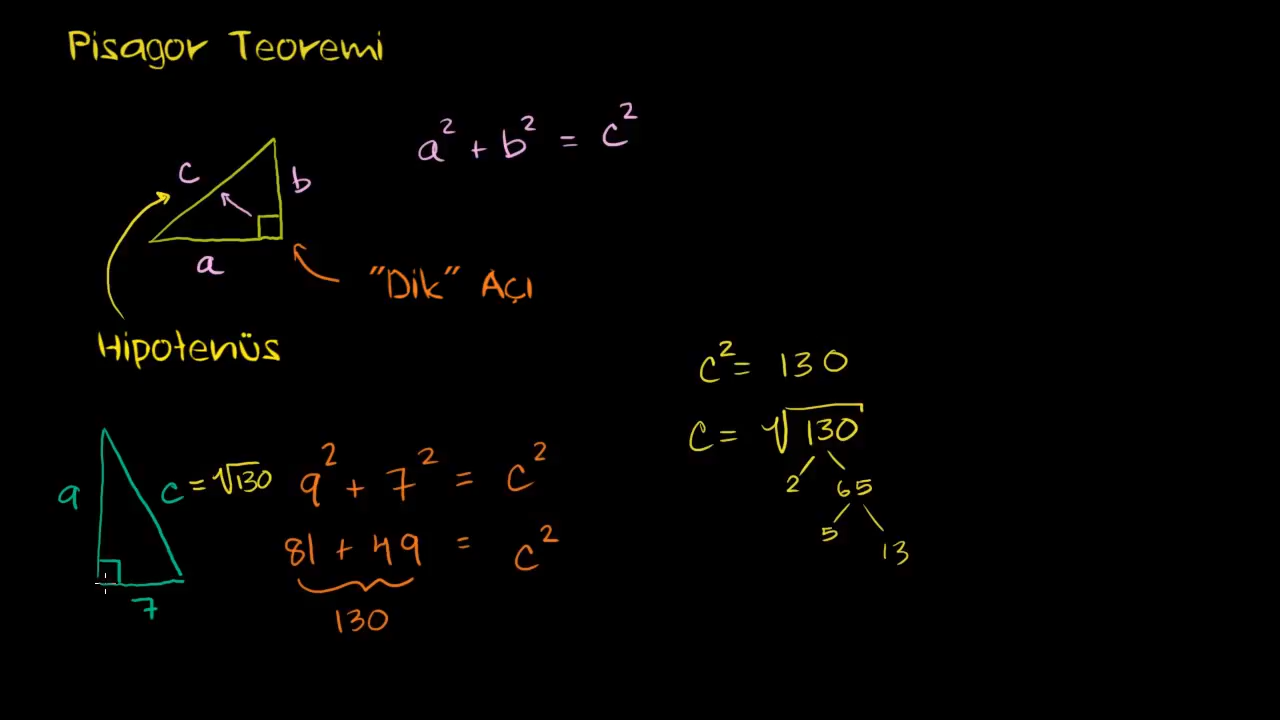 Pisagor Teoremi
a² + b² = c²
c
b
a
"Dik" Açı
Hipotenüs
c² = 130
c = √130
2 65
5 13
9
c = √130
7
9² + 7² = c²
81 + 49 = c²
130